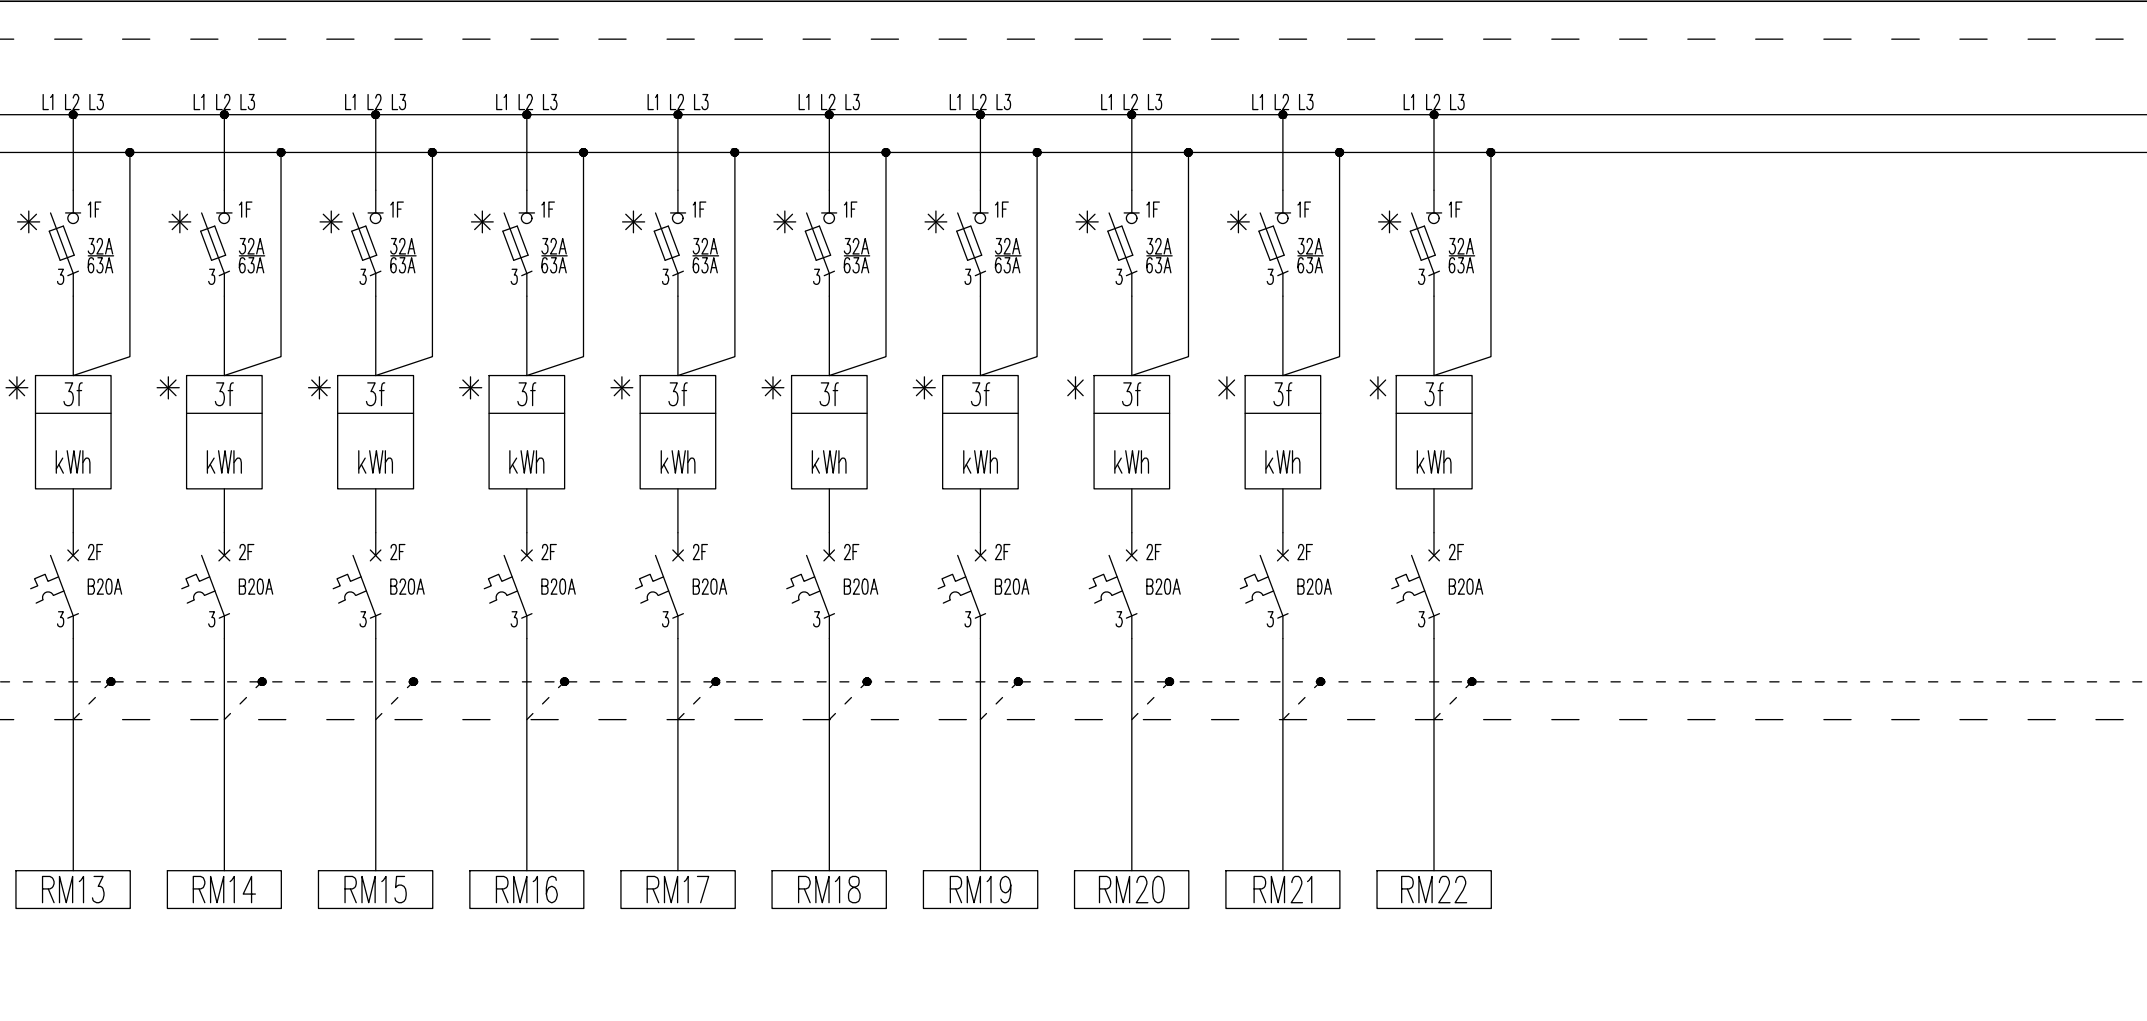 L1 L2 L3 L1 L2 L3 L1 L2 L3 L1 L2 L3 L1 L2 L3 L1 L2 L3 L1 L2 L3 L1 L2 L3 L1 L2 L3 L1 L2 L3
1F 1F 1F 1F 1F 1F 1F 1F 1F 1F
32A 32A 32A 32A 32A 32A 32A 32A 32A 32A
63A 63A 63A 63A 63A 63A 63A 63A 63A 63A
3 3 3 3 3 3 3 3 3 3
3f 3f 3f 3f 3f 3f 3f 3f 3f 3f
kWh kWh kWh kWh kWh kWh kWh kWh kWh kWh
2F 2F 2F 2F 2F 2F 2F 2F 2F 2F
B20A B20A B20A B20A B20A B20A B20A B20A B20A B20A
3 3 3 3 3 3 3 3 3 3
RM13 RM14 RM15 RM16 RM17 RM18 RM19 RM20 RM21 RM22